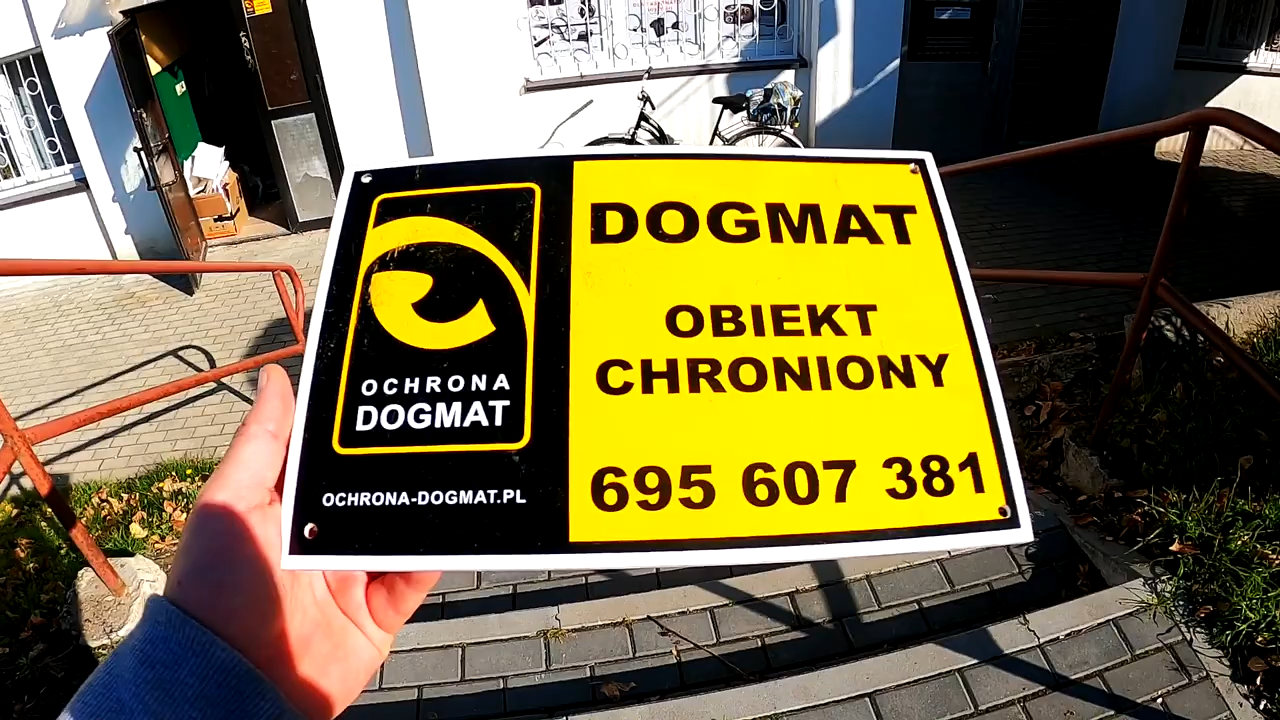 OCHRONA
DOGMAT
OCHRONA-DOGMAT.PL
DOGMAT
OBIEKT
CHRONIONY
695 607 381